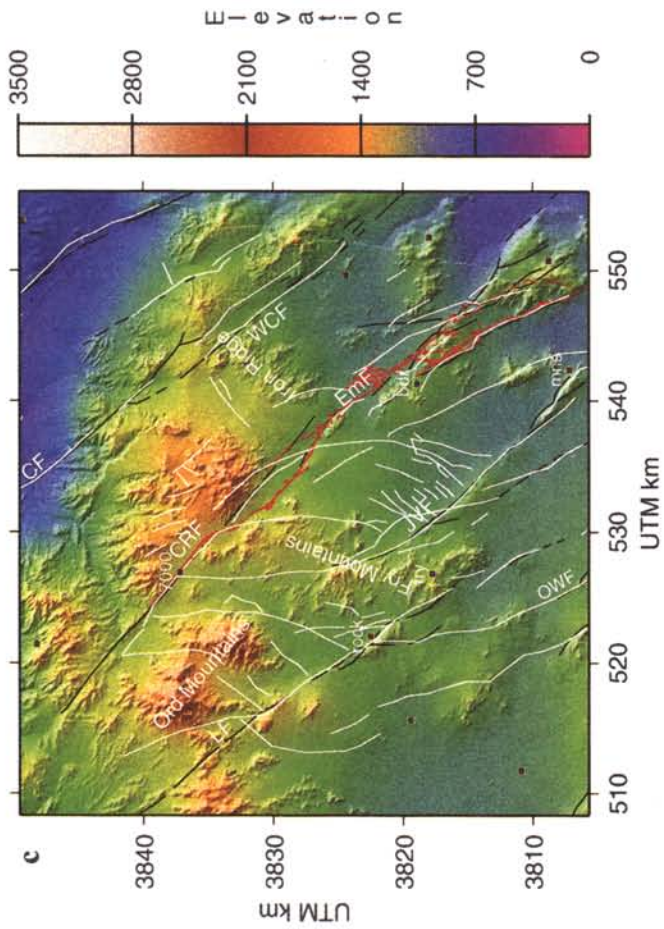 c
Elevation
3500
2800
2100
1400
700
0
UTM km
3840
3830
3820
3810
510
520
530
540
550
UTM km
CF
WCF
Iron Ridge
CRF
EmF
Ord Mountains
LF
Fry Mountains
OWF